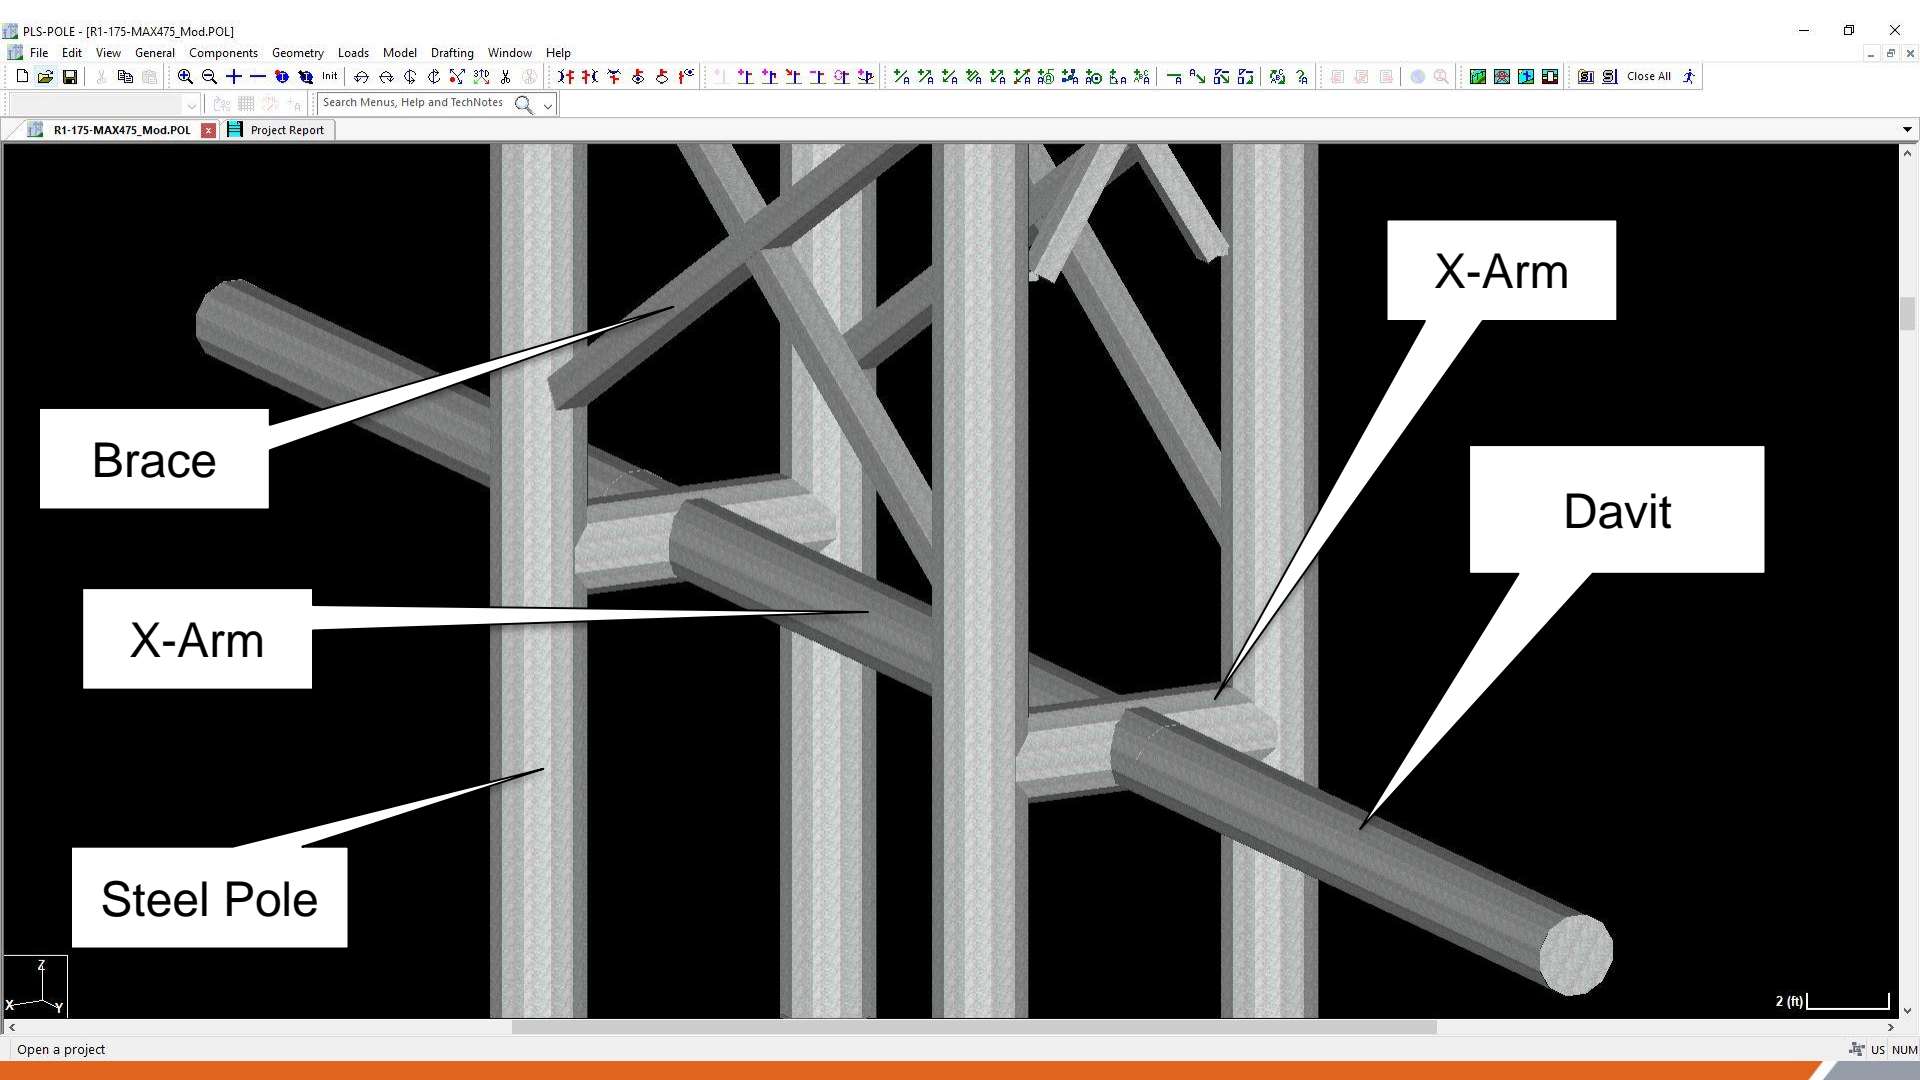 PLS-POLE - [R1-175-MAX475_Mod.POL]
File Edit View General Components Geometry Loads Model Drafting Window Help
Init
Close All
Search Menus, Help and TechNotes
R1-175-MAX475_Mod.POL
Project Report
X-Arm
Brace
Davit
X-Arm
Steel Pole
Z
X
Y
2 (ft)
Open a project
US NUM